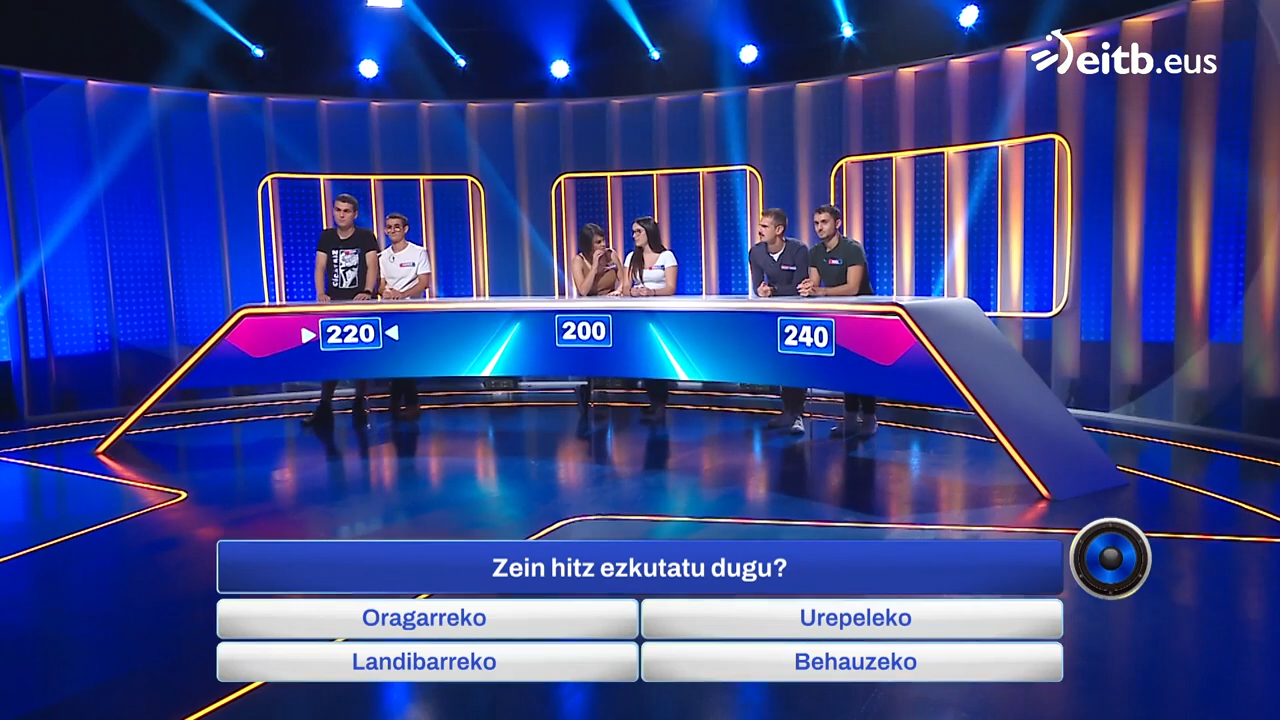 eitb.eus
220
200
240
Zein hitz ezkutatu dugu?
Oragarreko
Urepeleko
Landibarreko
Behauzeko